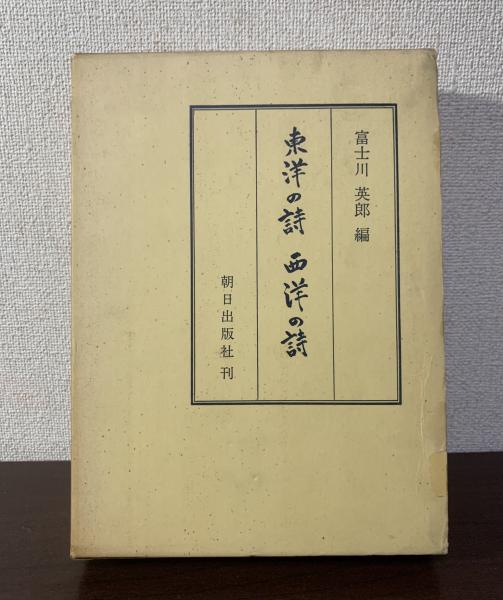 富士川 英郎 編
東洋の詩 西洋の詩
朝日出版社 刊